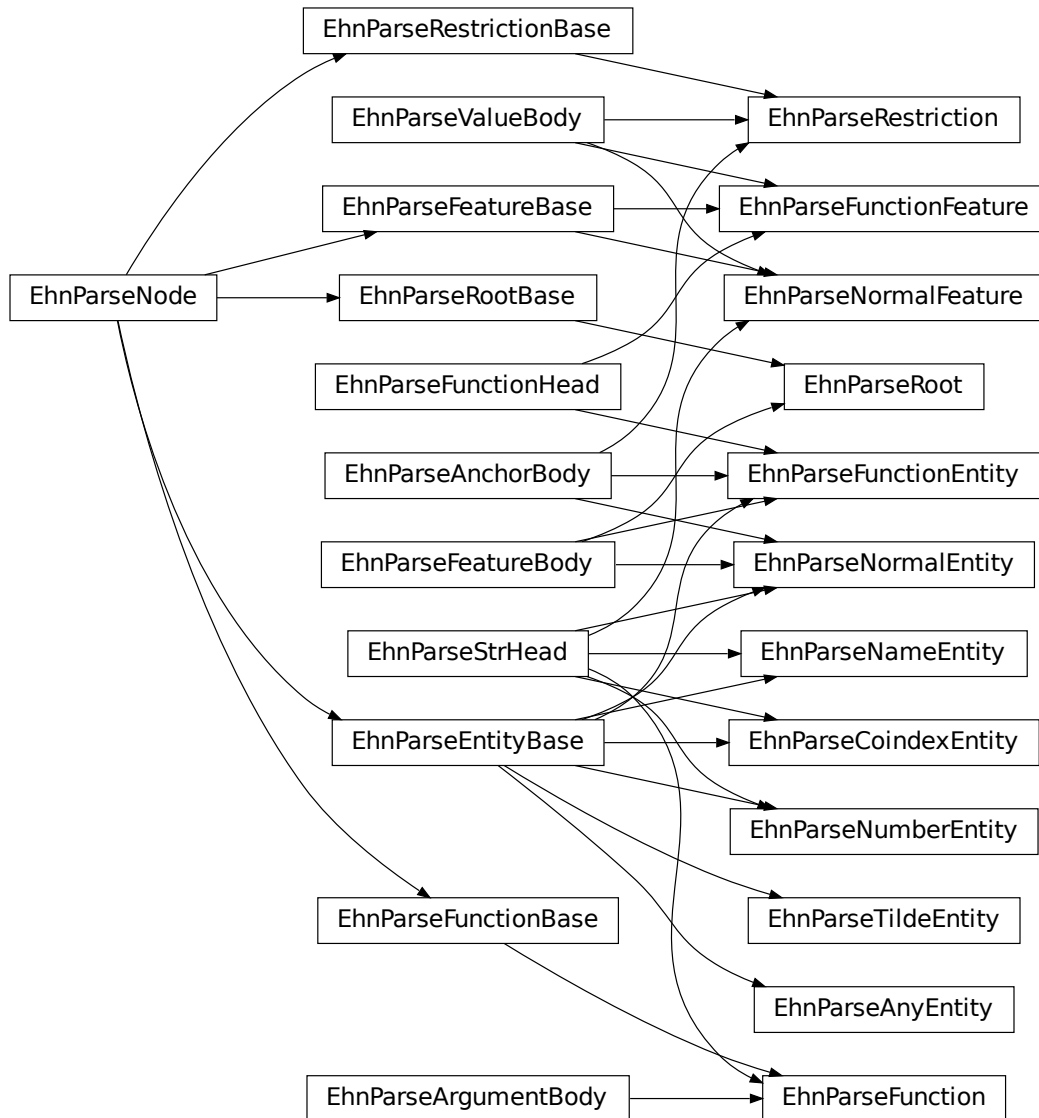 EhnParseRestrictionBase
EhnParseValueBody
EhnParseRestriction
EhnParseFeatureBase
EhnParseFunctionFeature
EhnParseNode
EhnParseRootBase
EhnParseNormalFeature
EhnParseFunctionHead
EhnParseRoot
EhnParseAnchorBody
EhnParseFunctionEntity
EhnParseFeatureBody
EhnParseNormalEntity
EhnParseStrHead
EhnParseNameEntity
EhnParseEntityBase
EhnParseCoindexEntity
EhnParseNumberEntity
EhnParseFunctionBase
EhnParseTildeEntity
EhnParseAnyEntity
EhnParseArgumentBody
EhnParseFunction